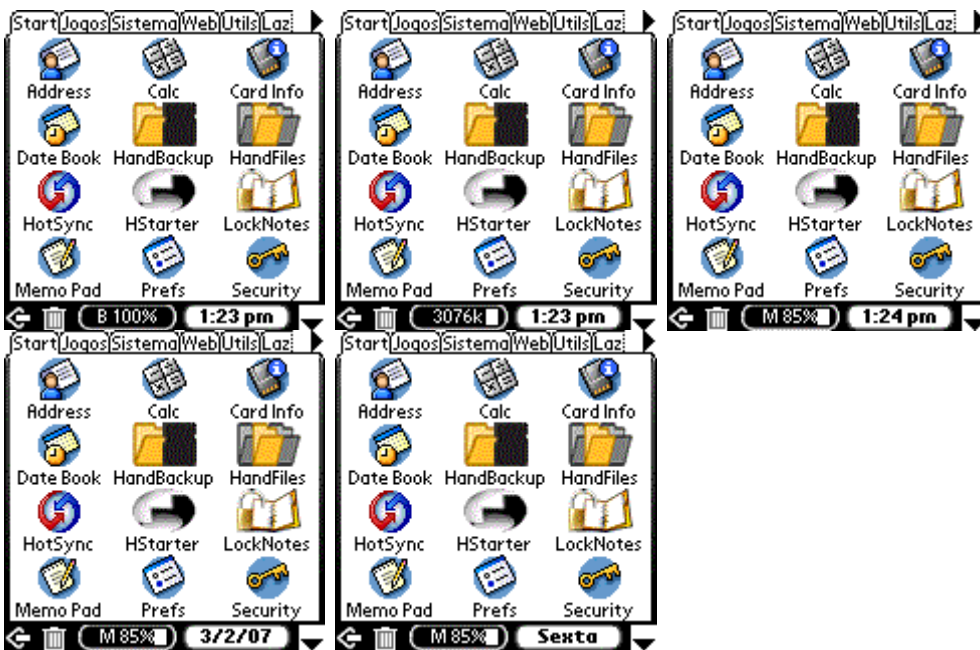 Start Jogos Sistema Web Utils Laz
Address Calc Card Info
Date Book HandBackup HandFiles
HotSync HStarter LockNotes
Memo Pad Prefs Security
B 100% 1:23 pm
Start Jogos Sistema Web Utils Laz
Address Calc Card Info
Date Book HandBackup HandFiles
HotSync HStarter LockNotes
Memo Pad Prefs Security
3076k 1:23 pm
Start Jogos Sistema Web Utils Laz
Address Calc Card Info
Date Book HandBackup HandFiles
HotSync HStarter LockNotes
Memo Pad Prefs Security
M 85% 1:24 pm
Start Jogos Sistema Web Utils Laz
Address Calc Card Info
Date Book HandBackup HandFiles
HotSync HStarter LockNotes
Memo Pad Prefs Security
M 85% 3/2/07
Start Jogos Sistema Web Utils Laz
Address Calc Card Info
Date Book HandBackup HandFiles
HotSync HStarter LockNotes
Memo Pad Prefs Security
M 85% Sexta